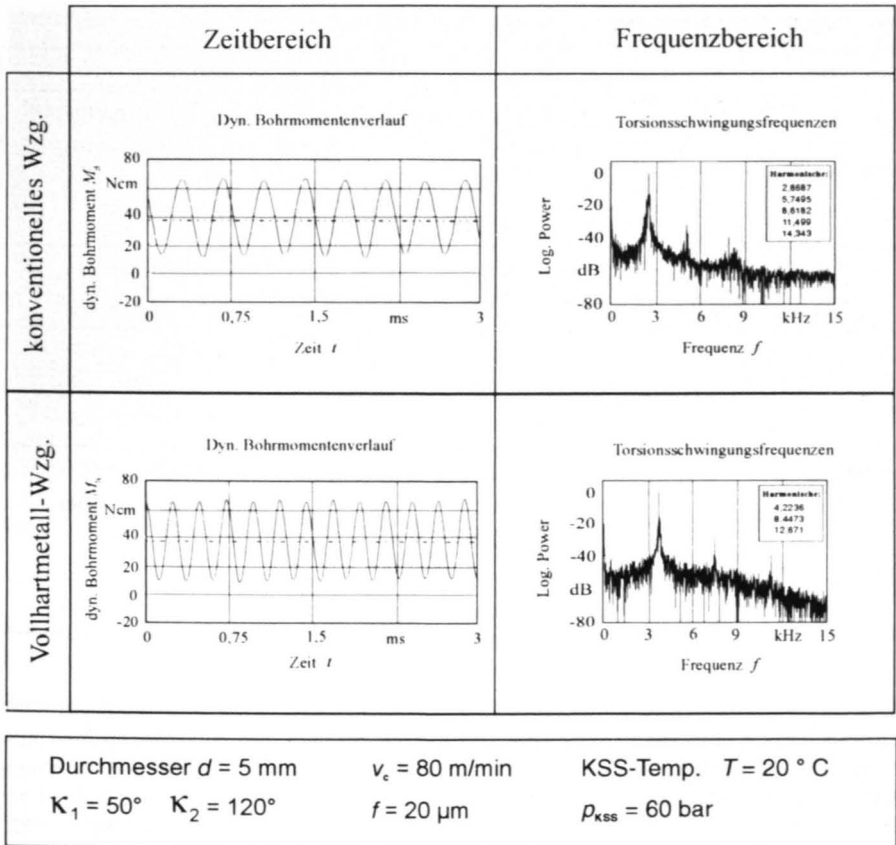 Zeitbereich
Frequenzbereich
konventionelles Wzg.
Dyn. Bohrmomentenverlauf
dyn. Bohrmoment Ms
80
Ncm
40
20
0
-20
0
0,75
1,5
ms
3
Zeit t
Torsionsschwingungsfrequenzen
Log. Power
0
-20
-40
dB
-80
Harmonische:
2,8687
5,7495
8,6182
11,499
14,343
0
3
6
9
kHz
15
Frequenz f
Vollhartmetall-Wzg.
Dyn. Bohrmomentenverlauf
dyn. Bohrmoment Ms
80
Ncm
40
20
0
-20
0
0,75
1,5
ms
3
Zeit t
Torsionsschwingungsfrequenzen
Log. Power
0
-20
-40
dB
-80
Harmonische:
4,2236
8,4473
12,671
0
3
6
9
kHz
15
Frequenz f
Durchmesser d = 5 mm vc = 80 m/min KSS-Temp. T = 20 ° C
κ1 = 50° κ2 = 120° f = 20 µm pKSS = 60 bar